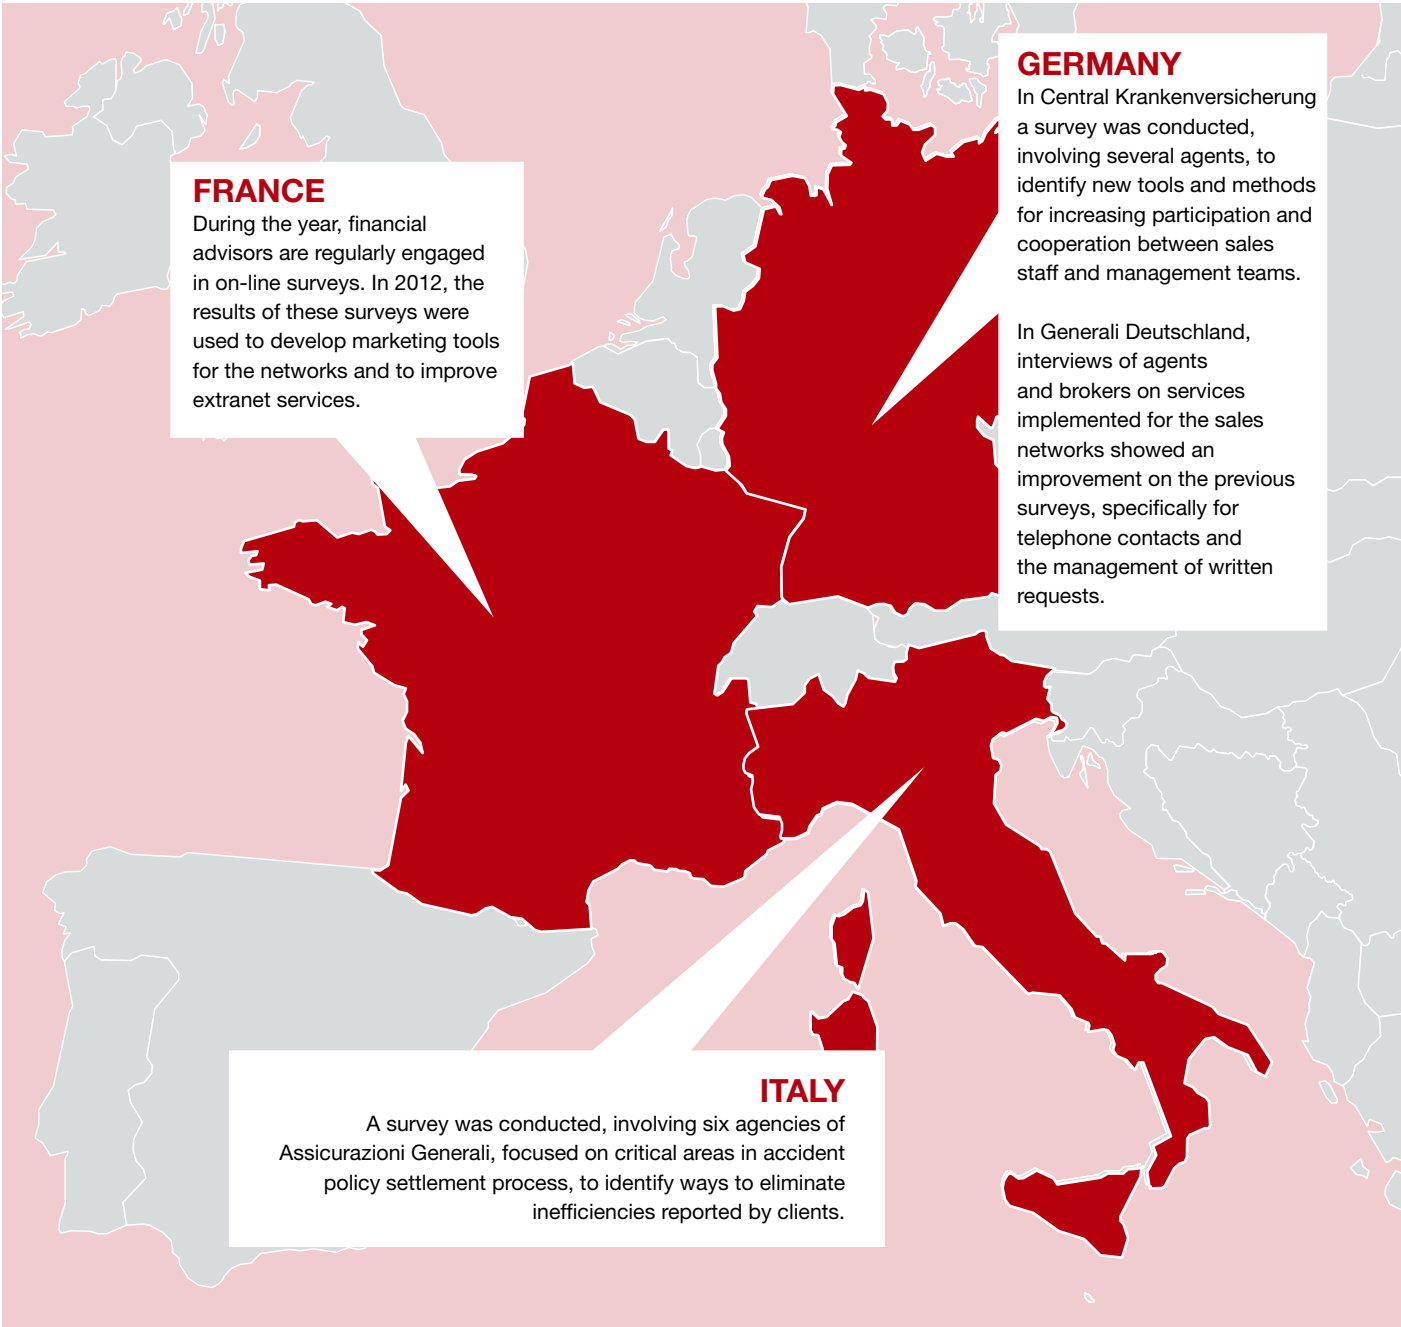 FRANCE
During the year, financial
advisors are regularly engaged
in on-line surveys. In 2012, the
results of these surveys were
used to develop marketing tools
for the networks and to improve
extranet services.
GERMANY
In Central Krankenversicherung
a survey was conducted,
involving several agents, to
identify new tools and methods
for increasing participation and
cooperation between sales
staff and management teams.
In Generali Deutschland,
interviews of agents
and brokers on services
implemented for the sales
networks showed an
improvement on the previous
surveys, specifically for
telephone contacts and
the management of written
requests.
ITALY
A survey was conducted, involving six agencies of
Assicurazioni Generali, focused on critical areas in accident
policy settlement process, to identify ways to eliminate
inefficiencies reported by clients.